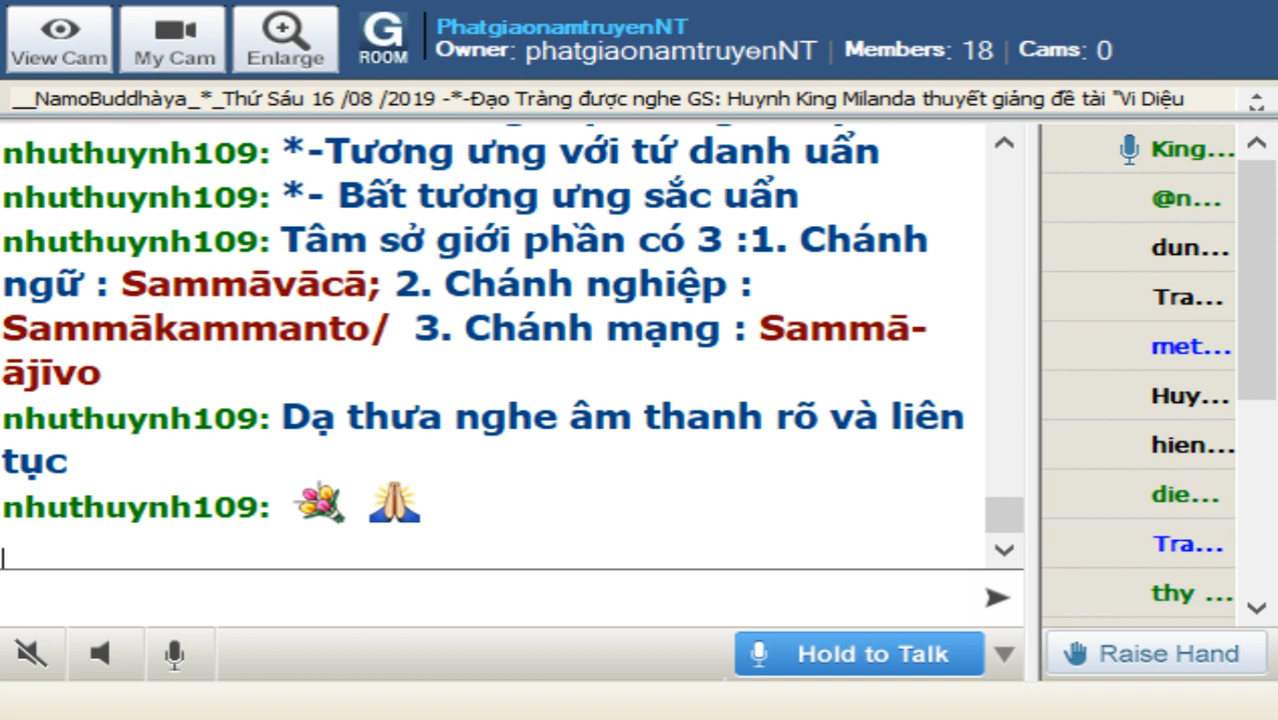 View Cam
My Cam
Enlarge
G
ROOM
PhatgiaonamtruyenNT
Owner: phatgiaonamtruyenNT | Members: 18 | Cams: 0
__NamoBuddhàya_*_Thứ Sáu 16 /08 /2019 -*-Đạo Tràng được nghe GS: Huynh King Milanda thuyết giảng đề tài "Vi Diệu
nhuthuynh109: *-Tương ưng với tứ danh uẩn
nhuthuynh109: *- Bất tương ưng sắc uẩn
nhuthuynh109: Tâm sở giới phần có 3 :1. Chánh
ngữ : Sammāvācā; 2. Chánh nghiệp :
Sammākammanto/ 3. Chánh mạng : Sammā-
ājīvo
nhuthuynh109: Dạ thưa nghe âm thanh rõ và liên
tục
nhuthuynh109:
King...
@n...
dun...
Tra...
met...
Huy...
hien...
die...
Tra...
thy ...
Hold to Talk
Raise Hand